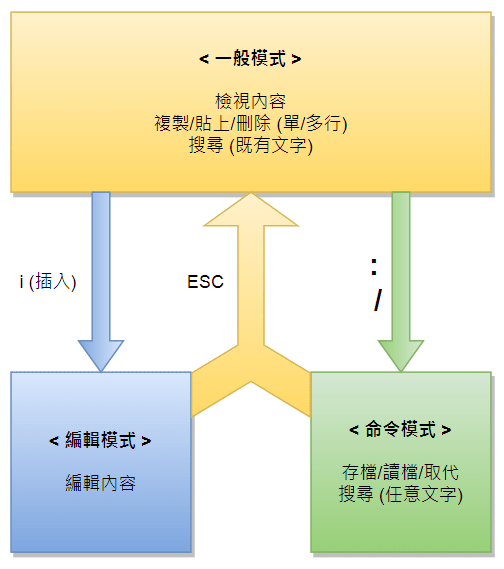 < 一般模式 >
檢視內容
複製/貼上/刪除 (單/多行)
搜尋 (既有文字)
i (插入)
ESC
:
/
< 編輯模式 >
編輯內容
< 命令模式 >
存檔/讀檔/取代
搜尋 (任意文字)